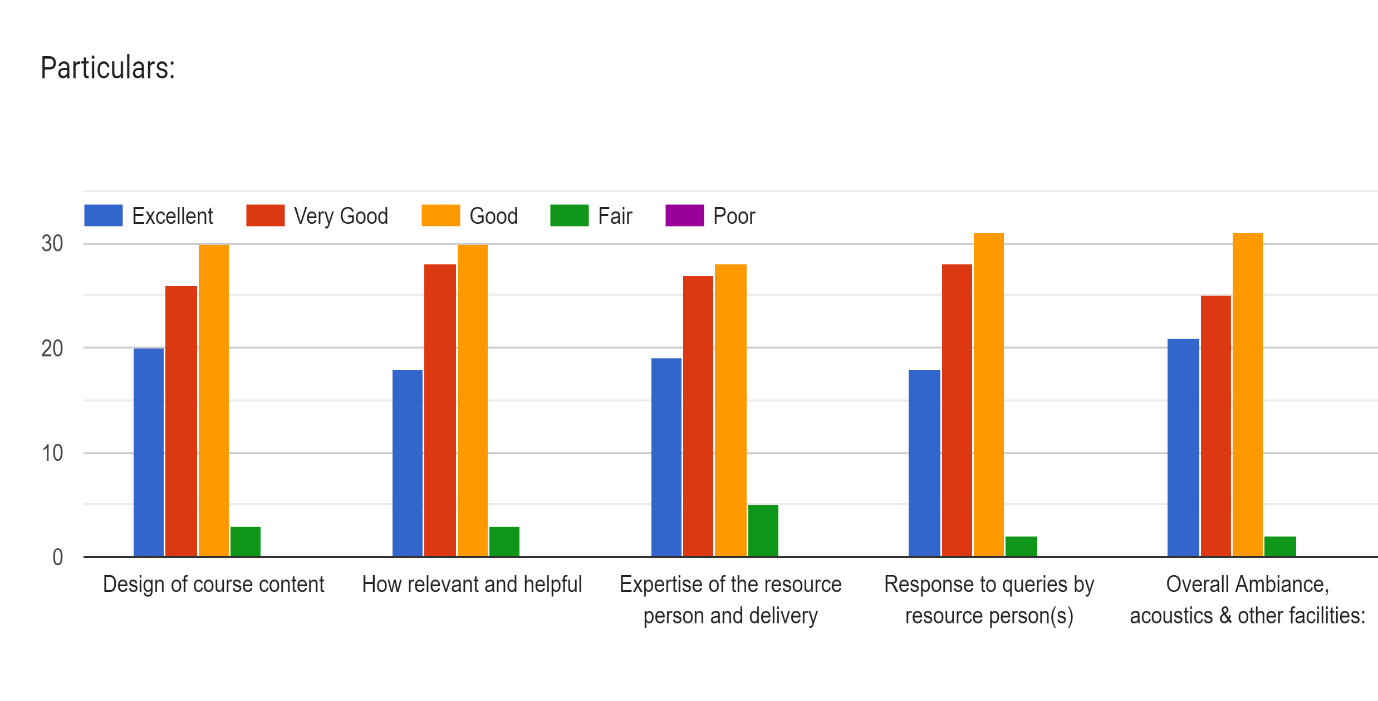 Particulars:
Excellent Very Good Good Fair Poor
30
20
10
0
Design of course content
How relevant and helpful
Expertise of the resource
person and delivery
Response to queries by
resource person(s)
Overall Ambiance,
acoustics & other facilities: